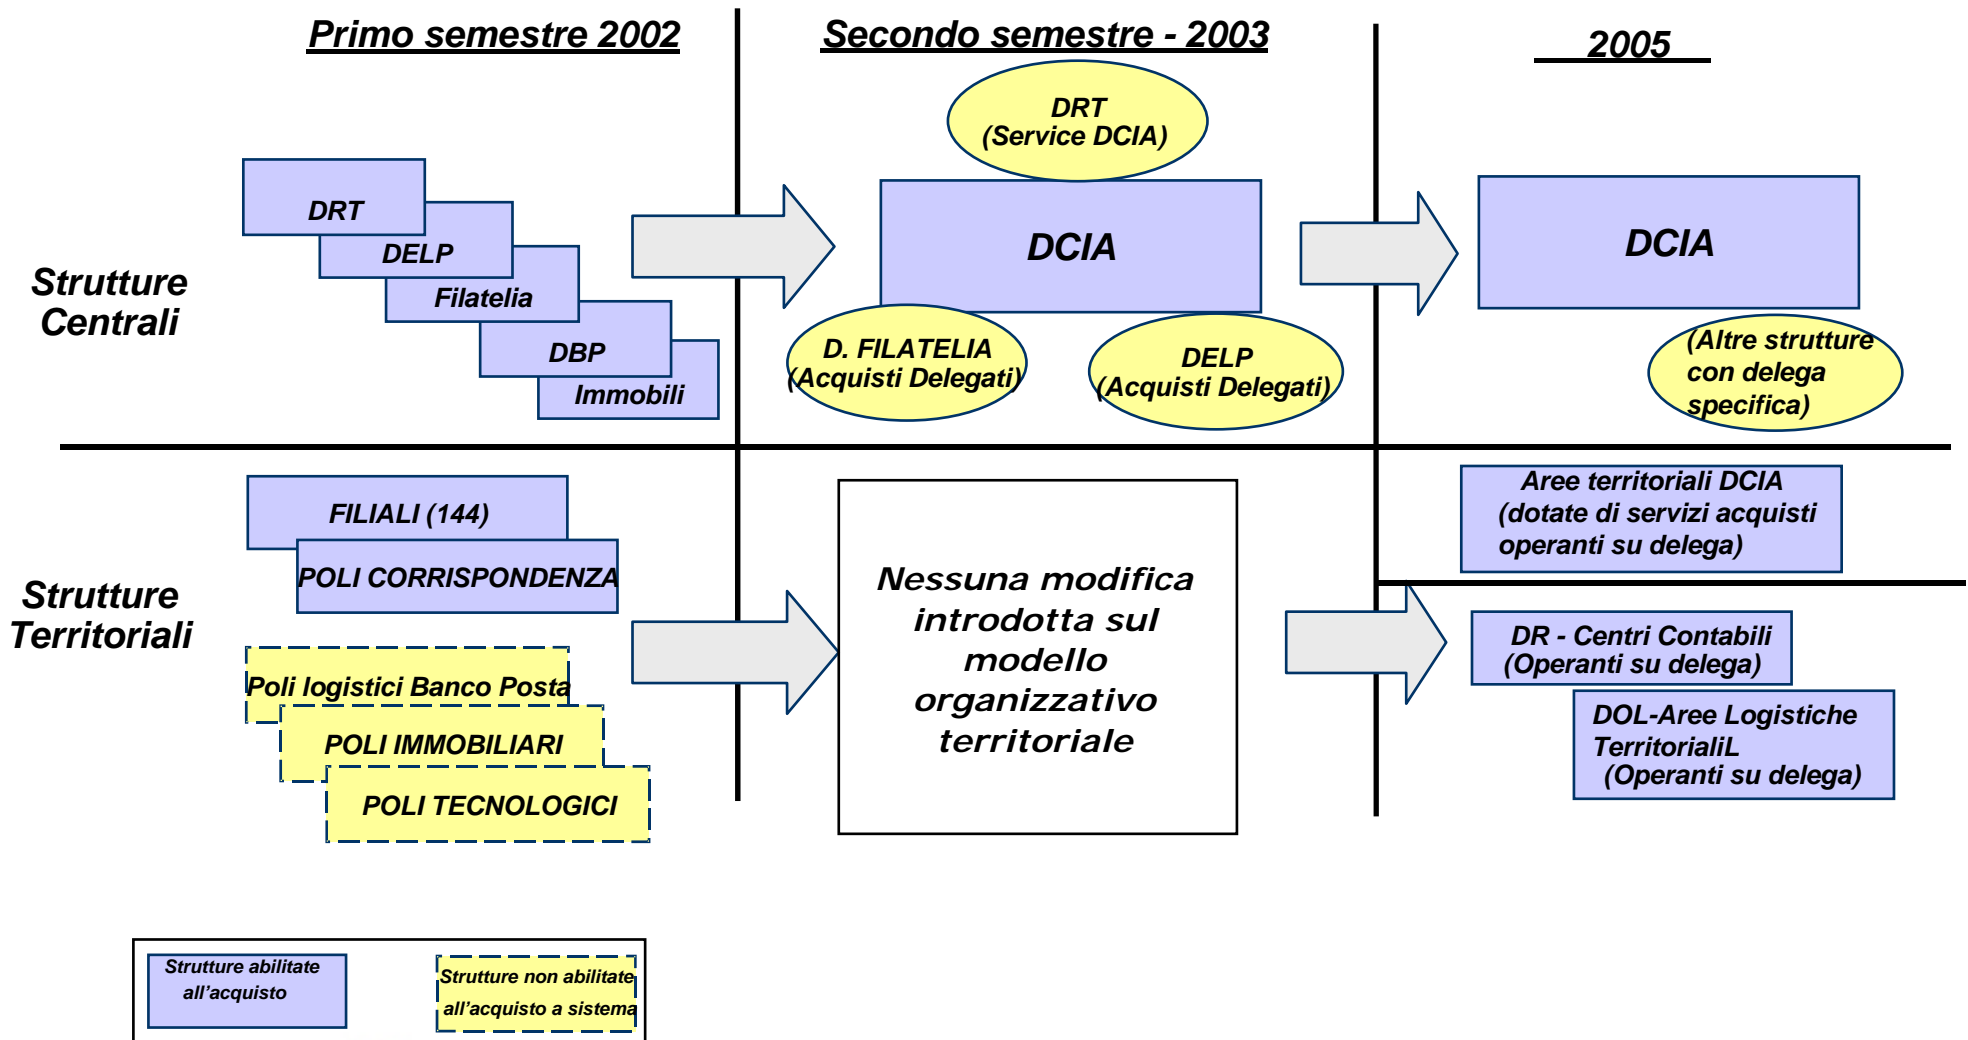 Primo semestre 2002
Secondo semestre - 2003
2005
Strutture
Centrali
DRT
DELP
Filatelia
DBP
Immobili
DRT
(Service DCIA)
DCIA
D. FILATELIA
(Acquisti Delegati)
DELP
(Acquisti Delegati)
DCIA
(Altre strutture
con delega
specifica)
Strutture
Territoriali
FILIALI (144)
POLI CORRISPONDENZA
Poli logistici Banco Posta
POLI IMMOBILIARI
POLI TECNOLOGICI
Nessuna modifica
introdotta sul
modello
organizzativo
territoriale
Aree territoriali DCIA
(dotate di servizi acquisti
operanti su delega)
DR - Centri Contabili
(Operanti su delega)
DOL-Aree Logistiche
TerritorialiL
(Operanti su delega)
Strutture abilitate
all’acquisto
Strutture non abilitate
all’acquisto a sistema